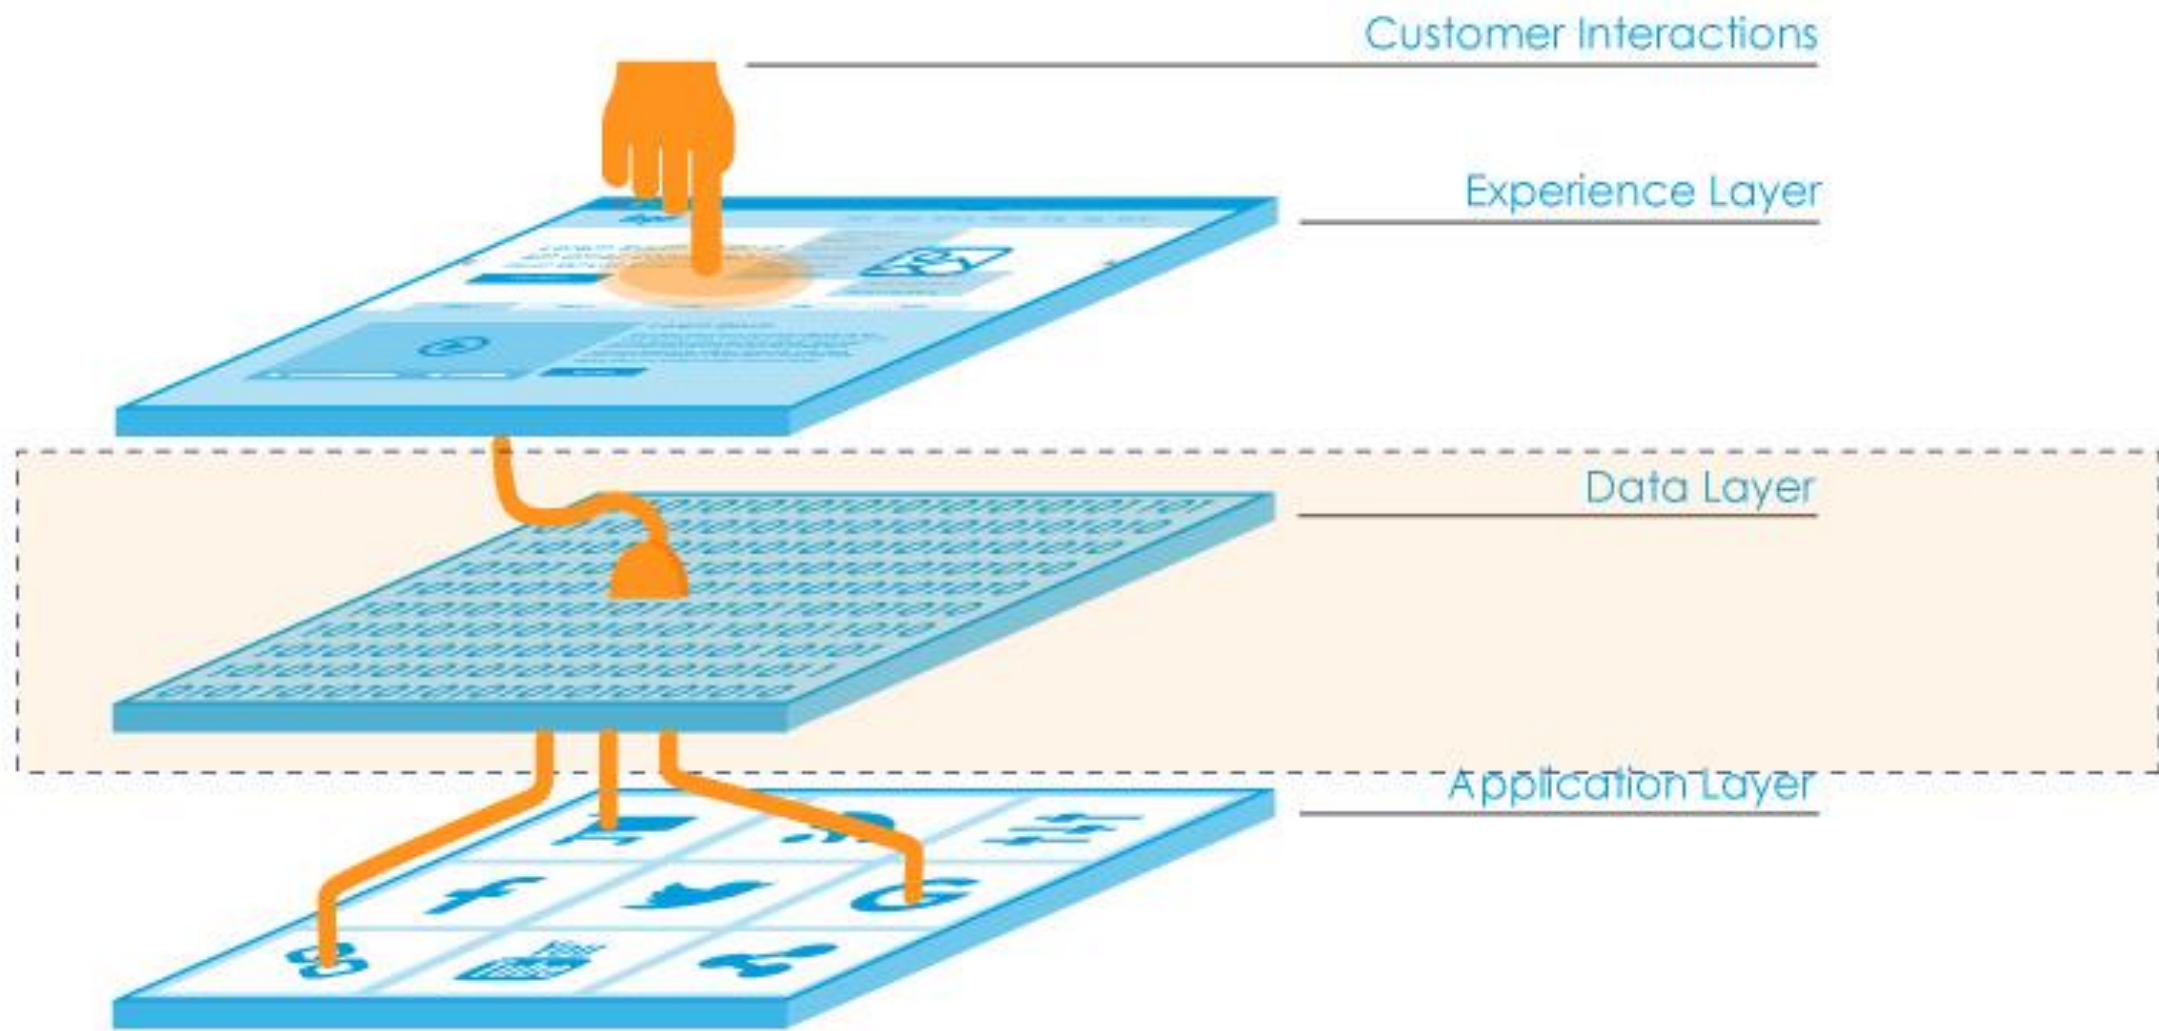 Customer Interactions
Experience Layer
Data Layer
Application Layer